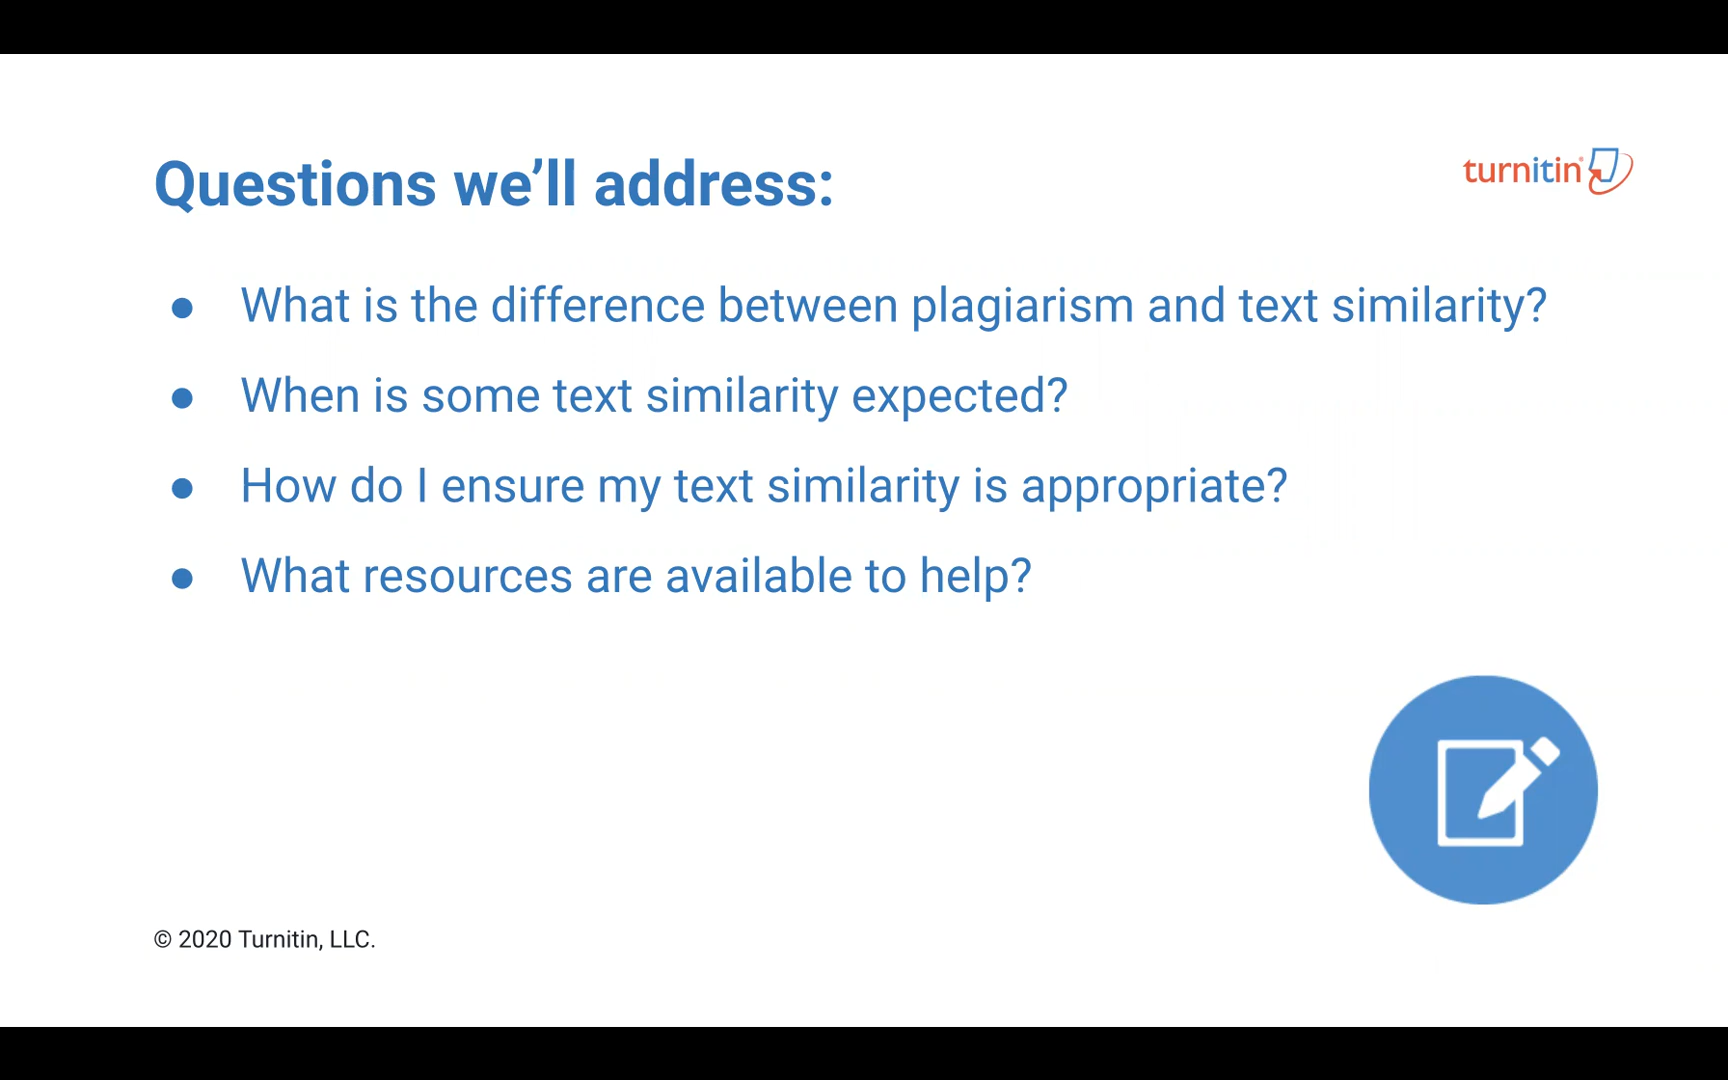 Questions we’ll address:
turnitin
● What is the difference between plagiarism and text similarity?
● When is some text similarity expected?
● How do I ensure my text similarity is appropriate?
● What resources are available to help?
© 2020 Turnitin, LLC.